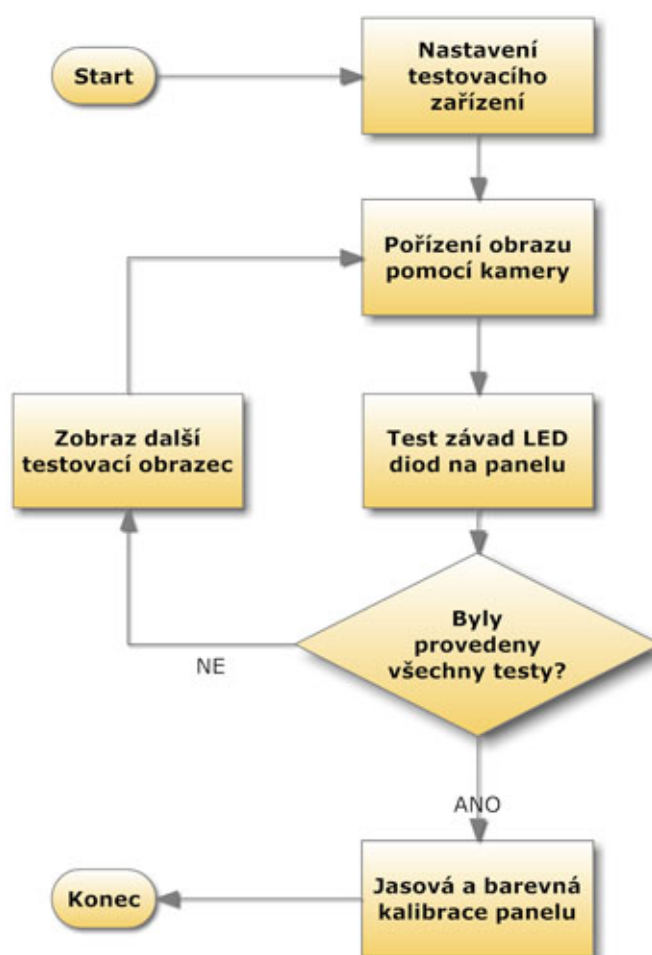 Start
Nastavení
testovacího
zařízení
Pořízení obrazu
pomocí kamery
Zobraz další
testovací obrazec
Test závad LED
diod na panelu
Byly
provedeny
všechny testy?
NE
ANO
Jasová a barevná
kalibrace panelu
Konec